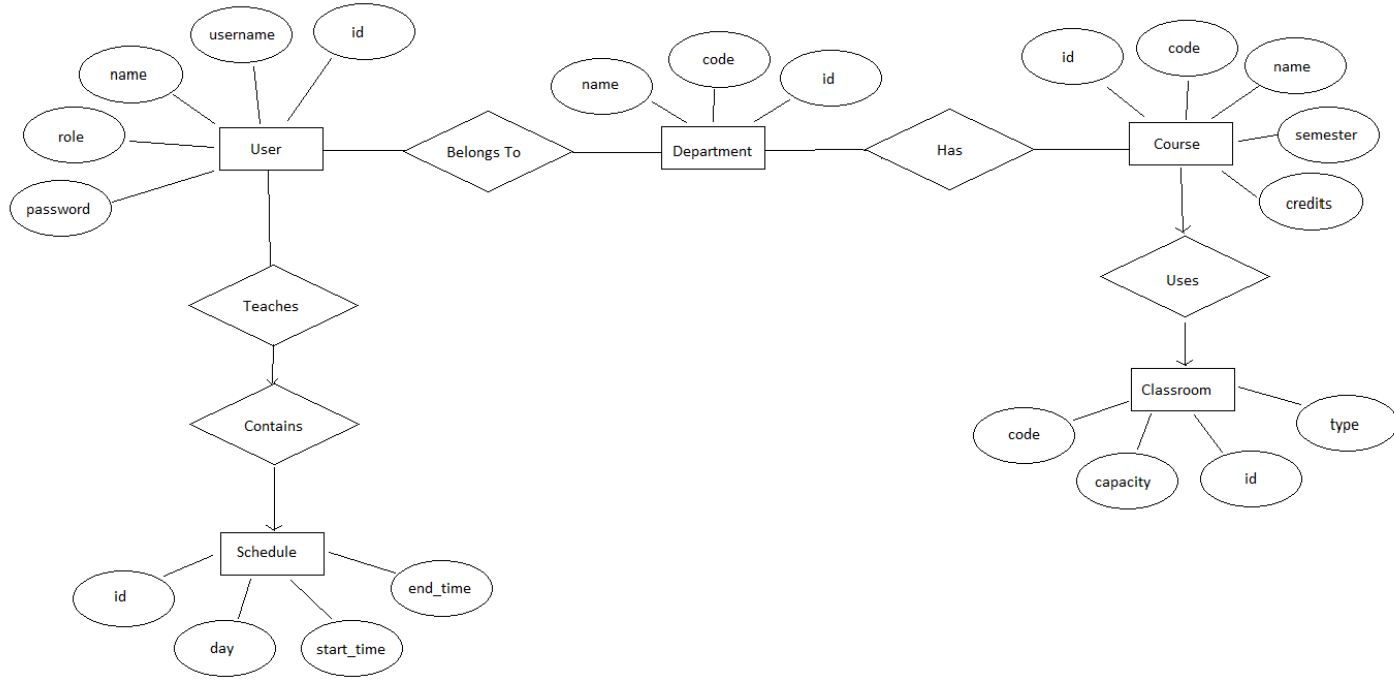 username
id
name
role
password
User
Belongs To
name
code
id
Department
Has
id
code
name
semester
credits
Course
Teaches
Uses
Contains
Classroom
code
capacity
id
type
Schedule
id
day
start_time
end_time